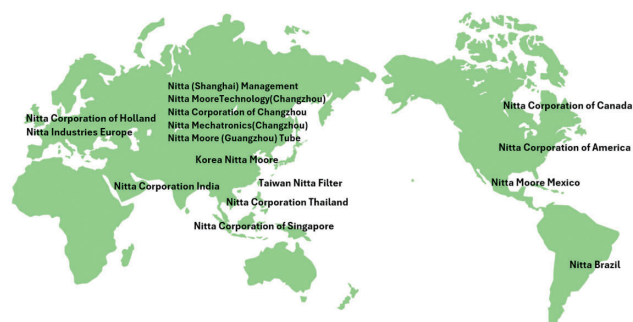 Nitta (Shanghai) Management
Nitta MooreTechnology(Changzhou)
Nitta Corporation of Changzhou
Nitta Mechatronics(Changzhou)
Nitta Moore (Guangzhou) Tube
Nitta Corporation of Holland
Nitta Industries Europe
Korea Nitta Moore
Nitta Corporation India
Taiwan Nitta Filter
Nitta Corporation Thailand
Nitta Corporation of Singapore
Nitta Corporation of Canada
Nitta Corporation of America
Nitta Moore Mexico
Nitta Brazil